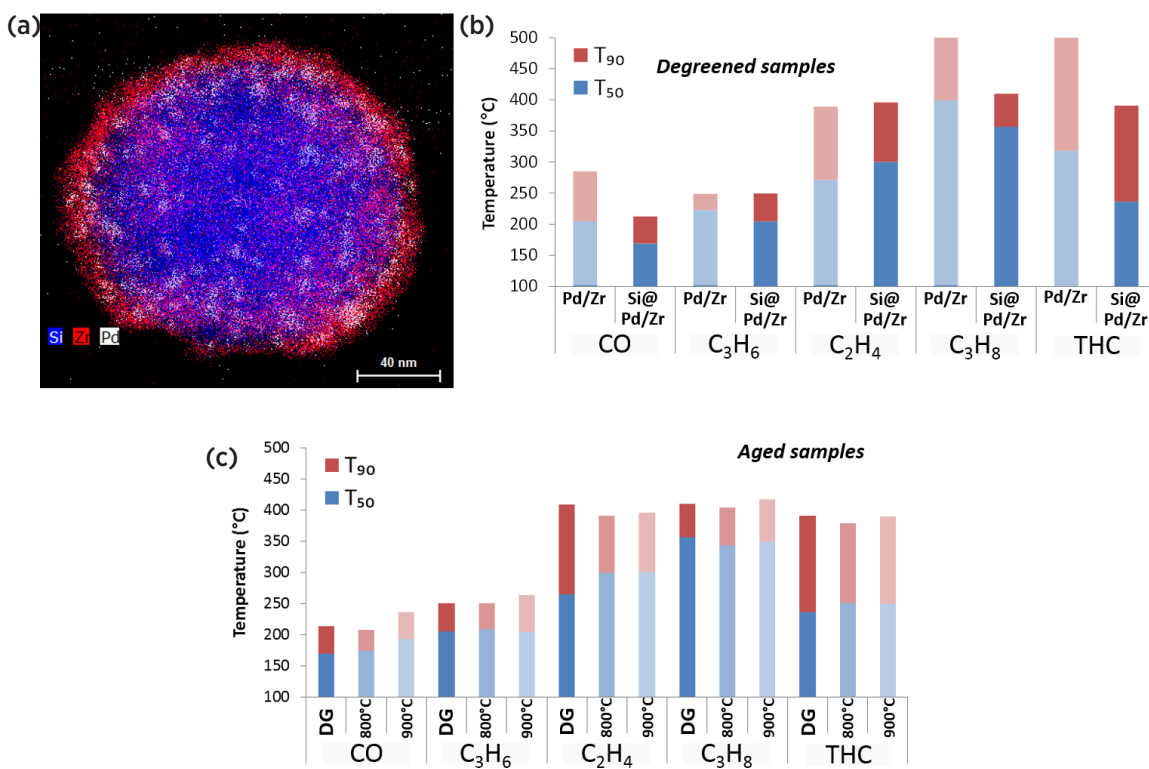 (a)
Si Zr Pd
40 nm
(b)
Temperature (°C)
500
450
400
350
300
250
200
150
100
T₉₀
T₅₀
Degreened samples
Pd/Zr Si@ Pd/Zr Pd/Zr Si@ Pd/Zr Pd/Zr Si@ Pd/Zr Pd/Zr Si@ Pd/Zr Pd/Zr Si@ Pd/Zr
CO C₃H₆ C₂H₄ C₃H₈ THC
(c)
Temperature (°C)
500
450
400
350
300
250
200
150
100
T₉₀
T₅₀
Aged samples
DG 800°C 900°C DG 800°C 900°C DG 800°C 900°C DG 800°C 900°C DG 800°C 900°C
CO C₃H₆ C₂H₄ C₃H₈ THC